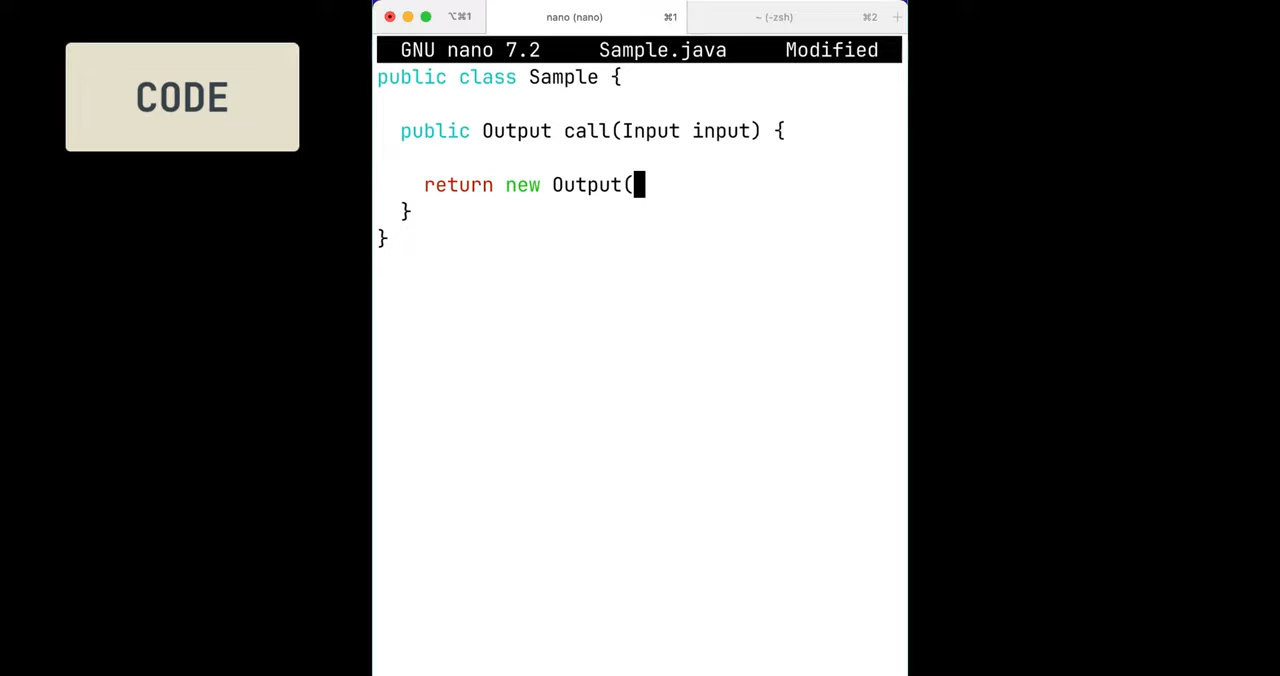 CODE
⌥⌘1 nano (nano) ⌘1 ~ (-zsh) ⌘2 +
GNU nano 7.2 Sample.java Modified
public class Sample {
public Output call(Input input) {
return new Output(
}
}